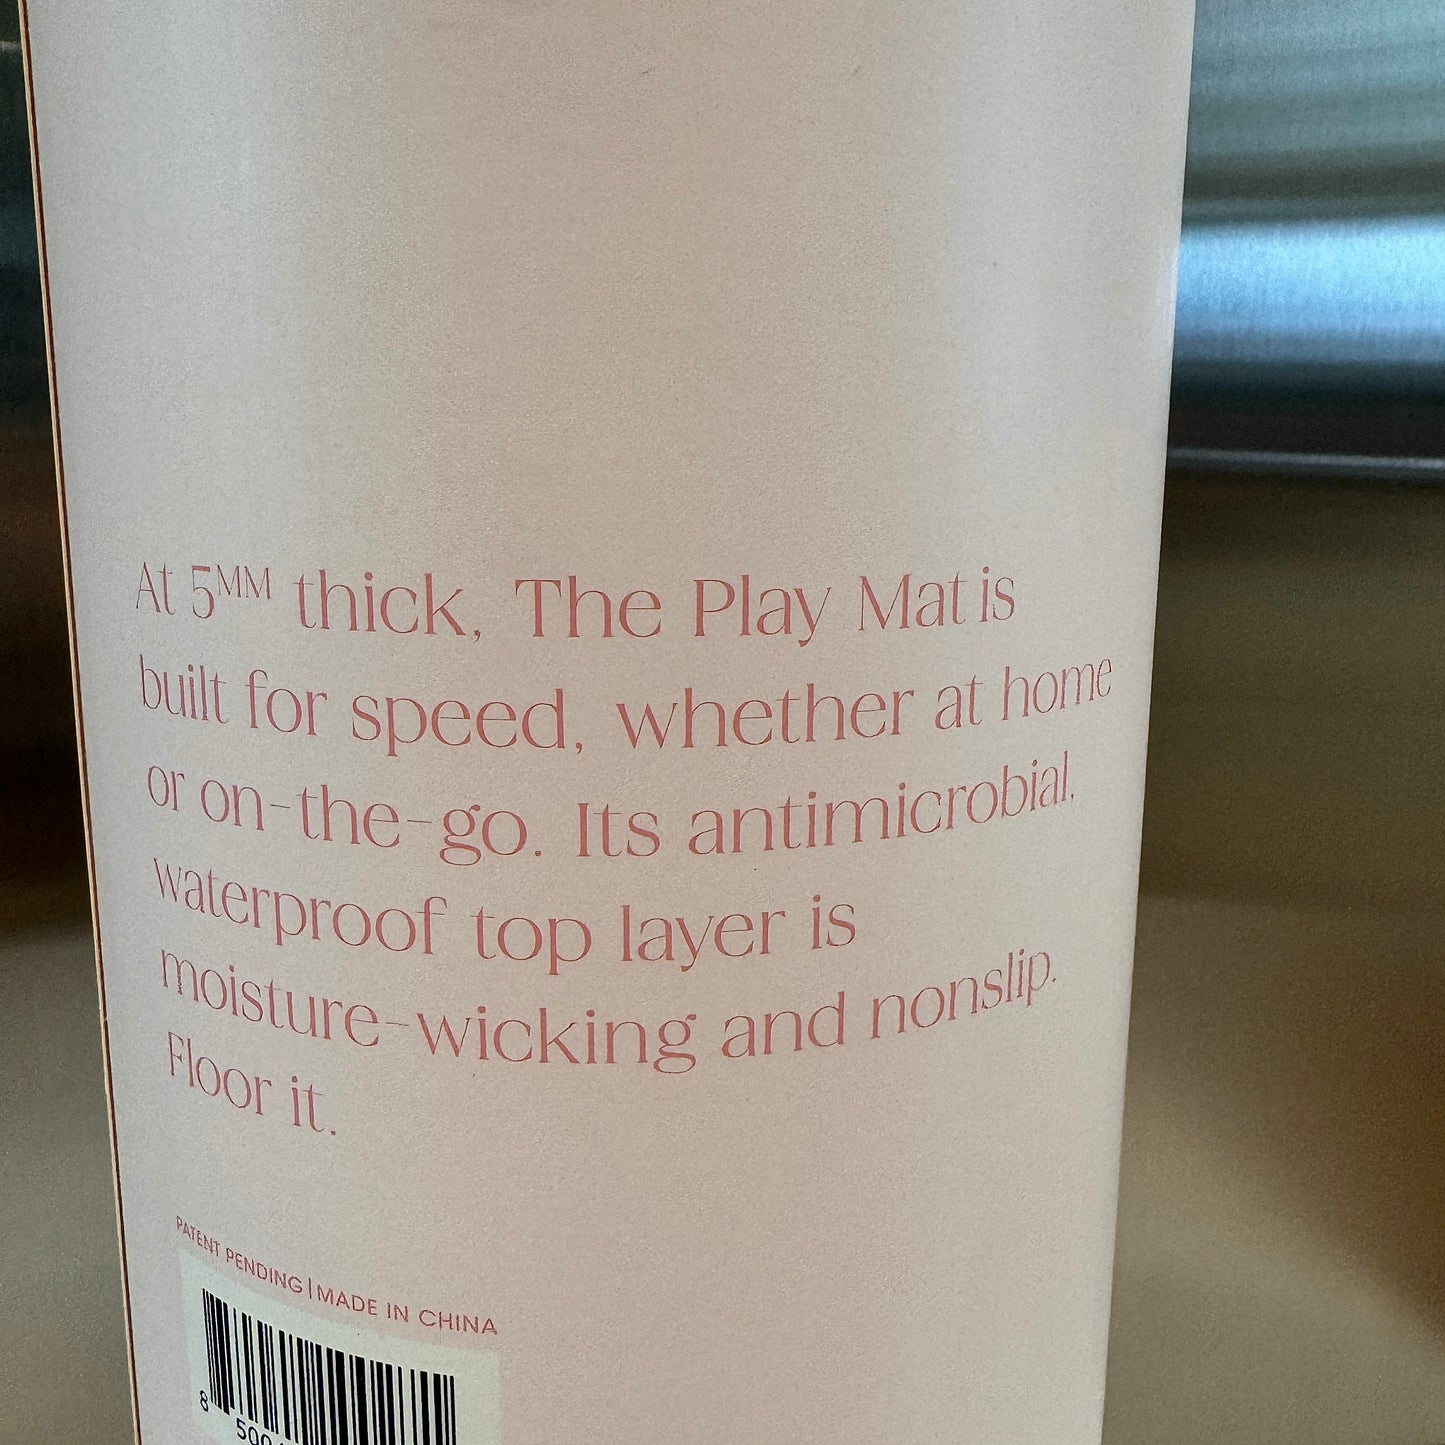 At 5MM thick, The Play Mat is
built for speed, whether at home
or on-the-go. Its antimicrobial,
waterproof top layer is
moisture-wicking and nonslip.
Floor it.
PATENT PENDING | MADE IN CHINA
8 500